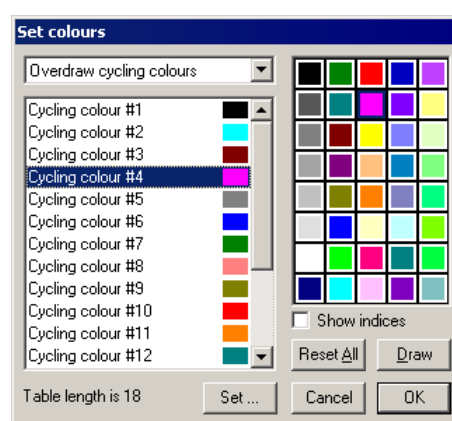 Set colours
Overdraw cycling colours
Cycling colour #1
Cycling colour #2
Cycling colour #3
Cycling colour #4
Cycling colour #5
Cycling colour #6
Cycling colour #7
Cycling colour #8
Cycling colour #9
Cycling colour #10
Cycling colour #11
Cycling colour #12
Show indices
Reset All
Draw
Table length is 18
Set ...
Cancel
OK